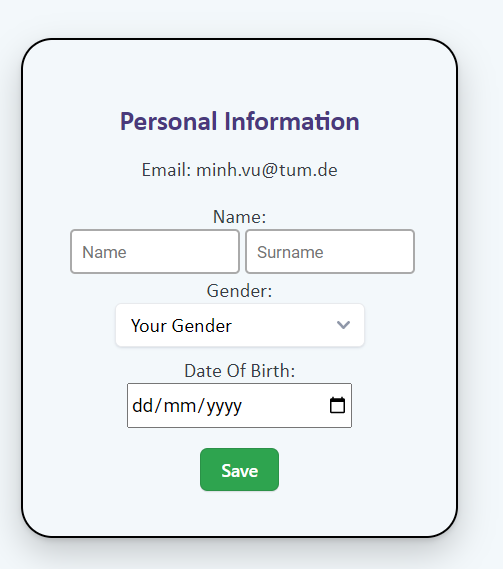 Personal Information
Email: minh.vu@tum.de
Name:
Name Surname
Gender:
Your Gender
Date Of Birth:
dd/mm/yyyy
Save